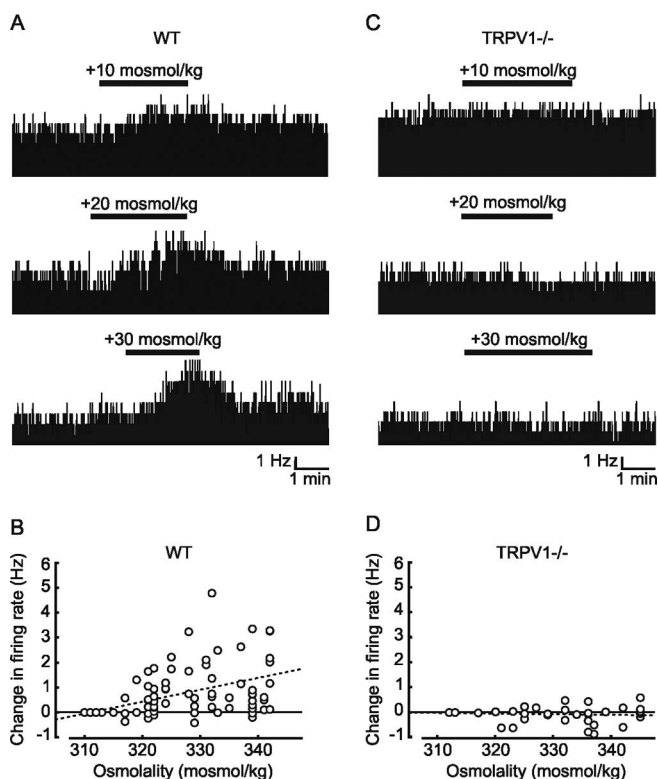 A
WT
+10 mosmol/kg
+20 mosmol/kg
+30 mosmol/kg
1 Hz
1 min
C
TRPV1-/-
+10 mosmol/kg
+20 mosmol/kg
+30 mosmol/kg
1 Hz
1 min
B
WT
Change in firing rate (Hz)
6
5
4
3
2
1
0
-1
310 320 330 340
Osmolality (mosmol/kg)
D
TRPV1-/-
Change in firing rate (Hz)
6
5
4
3
2
1
0
-1
310 320 330 340
Osmolality (mosmol/kg)